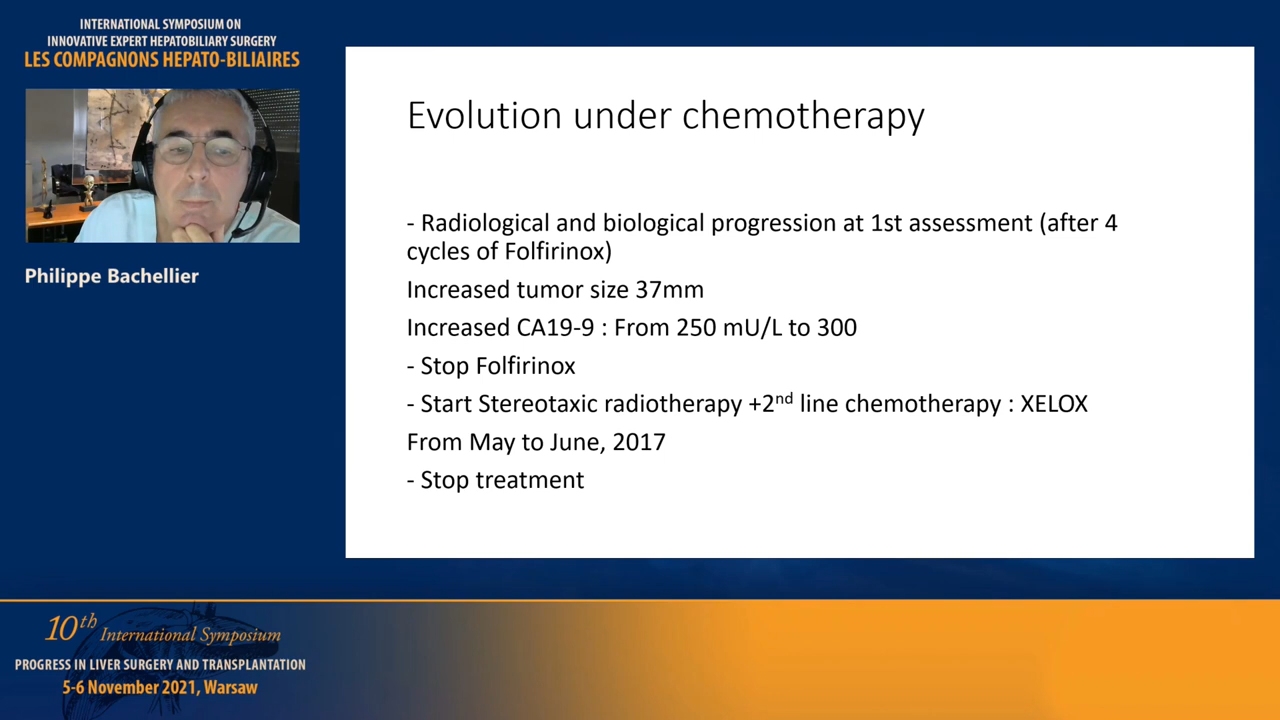 INTERNATIONAL SYMPOSIUM ON
INNOVATIVE EXPERT HEPATOBILIARY SURGERY
LES COMPAGNONS HEPATO-BILIAIRES
Philippe Bachellier
Evolution under chemotherapy
- Radiological and biological progression at 1st assessment (after 4
cycles of Folfirinox)
Increased tumor size 37mm
Increased CA19-9 : From 250 mU/L to 300
- Stop Folfirinox
- Start Stereotaxic radiotherapy +2nd line chemotherapy : XELOX
From May to June, 2017
- Stop treatment
10th International Symposium
PROGRESS IN LIVER SURGERY AND TRANSPLANTATION
5-6 November 2021, Warsaw